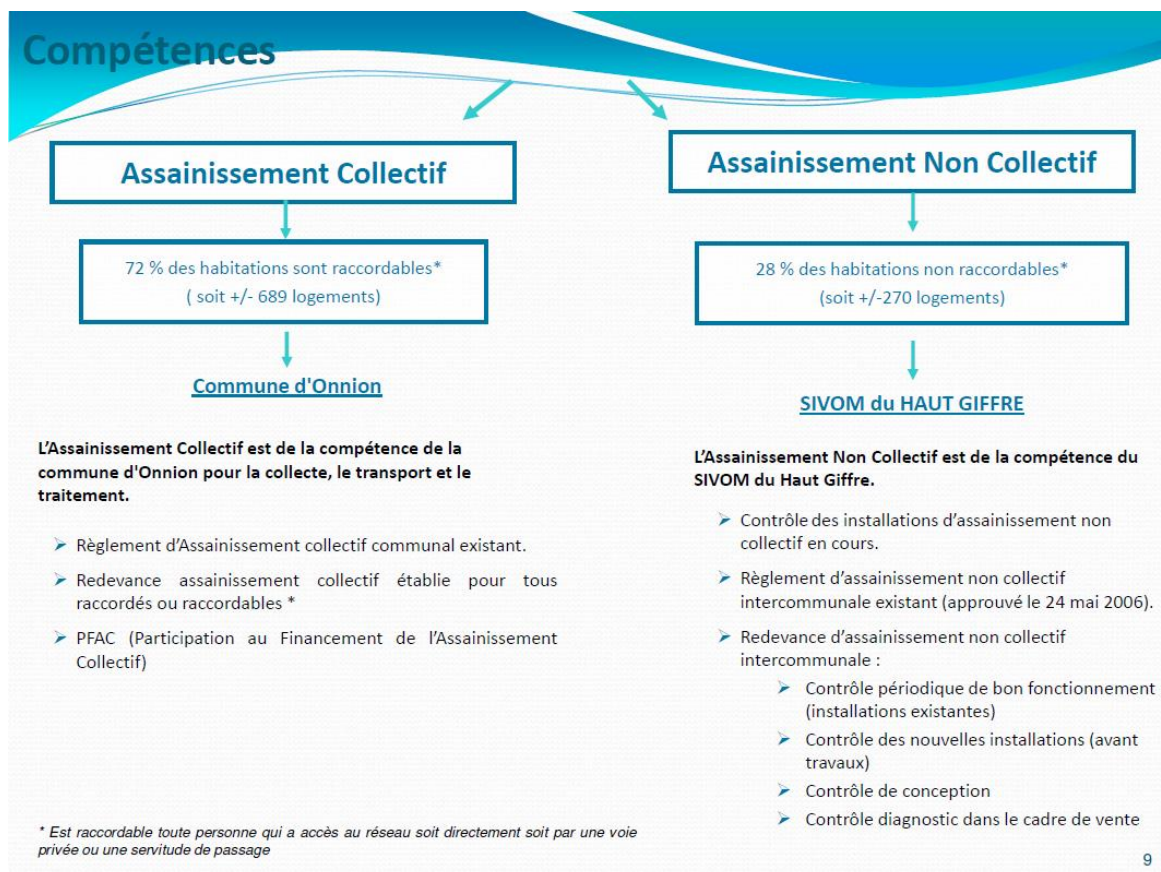 Compétences
Assainissement Collectif
72 % des habitations sont raccordables*
( soit +/- 689 logements)
Commune d'Onnion
L'Assainissement Collectif est de la compétence de la
commune d'Onnion pour la collecte, le transport et le
traitement.
➢ Règlement d'Assainissement collectif communal existant.
➢ Redevance assainissement collectif établie pour tous
raccordés ou raccordables *
➢ PFAC (Participation au Financement de l'Assainissement
Collectif)
Assainissement Non Collectif
28 % des habitations non raccordables*
(soit +/-270 logements)
SIVOM du HAUT GIFFRE
L'Assainissement Non Collectif est de la compétence du
SIVOM du Haut Giffre.
➢ Contrôle des installations d'assainissement non
collectif en cours.
➢ Règlement d'assainissement non collectif
intercommunale existant (approuvé le 24 mai 2006).
➢ Redevance d'assainissement non collectif
intercommunale :
➢ Contrôle périodique de bon fonctionnement
(installations existantes)
➢ Contrôle des nouvelles installations (avant
travaux)
➢ Contrôle de conception
➢ Contrôle diagnostic dans le cadre de vente
* Est raccordable toute personne qui a accès au réseau soit directement soit par une voie
privée ou une servitude de passage
9